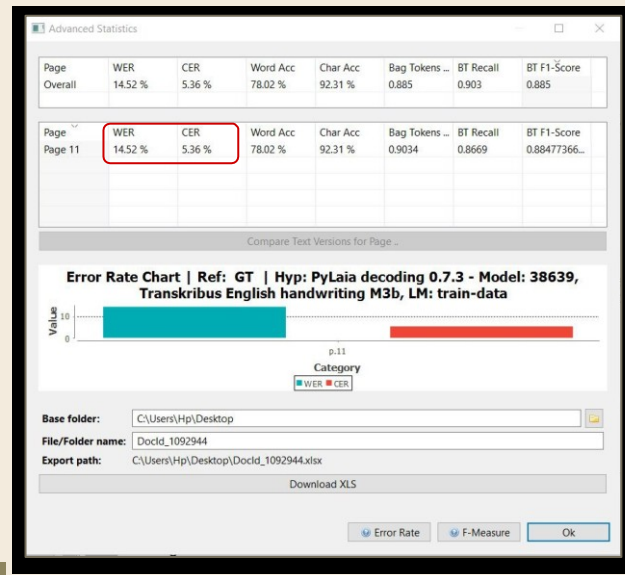 Advanced Statistics
Page WER CER Word Acc Char Acc Bag Tokens ... BT Recall BT F1-Score
Overall 14.52 % 5.36 % 78.02 % 92.31 % 0.885 0.903 0.885
Page WER CER Word Acc Char Acc Bag Tokens ... BT Recall BT F1-Score
Page 11 14.52 % 5.36 % 78.02 % 92.31 % 0.9034 0.8669 0.88477366...
Compare Text Versions for Page ..
Error Rate Chart | Ref: GT | Hyp: PyLaia decoding 0.7.3 - Model: 38639,
Transkribus English handwriting M3b, LM: train-data
Value
10
0
p.11
Category
WER CER
Base folder: C:\Users\Hp\Desktop
File/Folder name: DocId_1092944
Export path: C:\Users\Hp\Desktop\DocId_1092944.xlsx
Download XLS
Error Rate F-Measure Ok